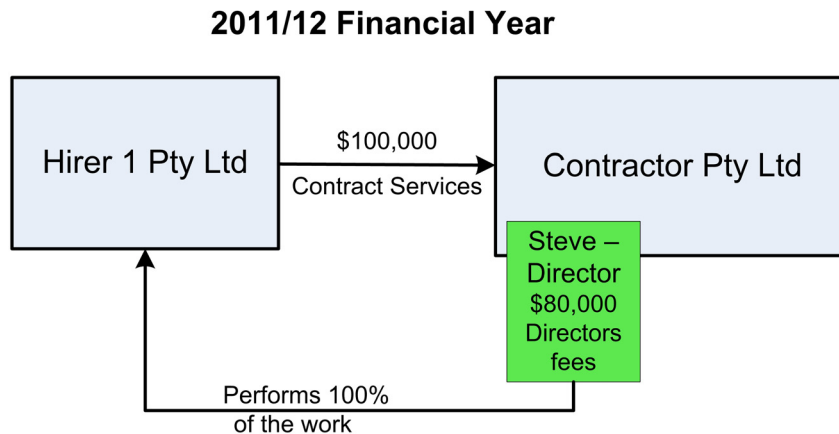 2011/12 Financial Year
Hirer 1 Pty Ltd
$100,000
Contract Services
Contractor Pty Ltd
Steve –
Director
$80,000
Directors
fees
Performs 100%
of the work